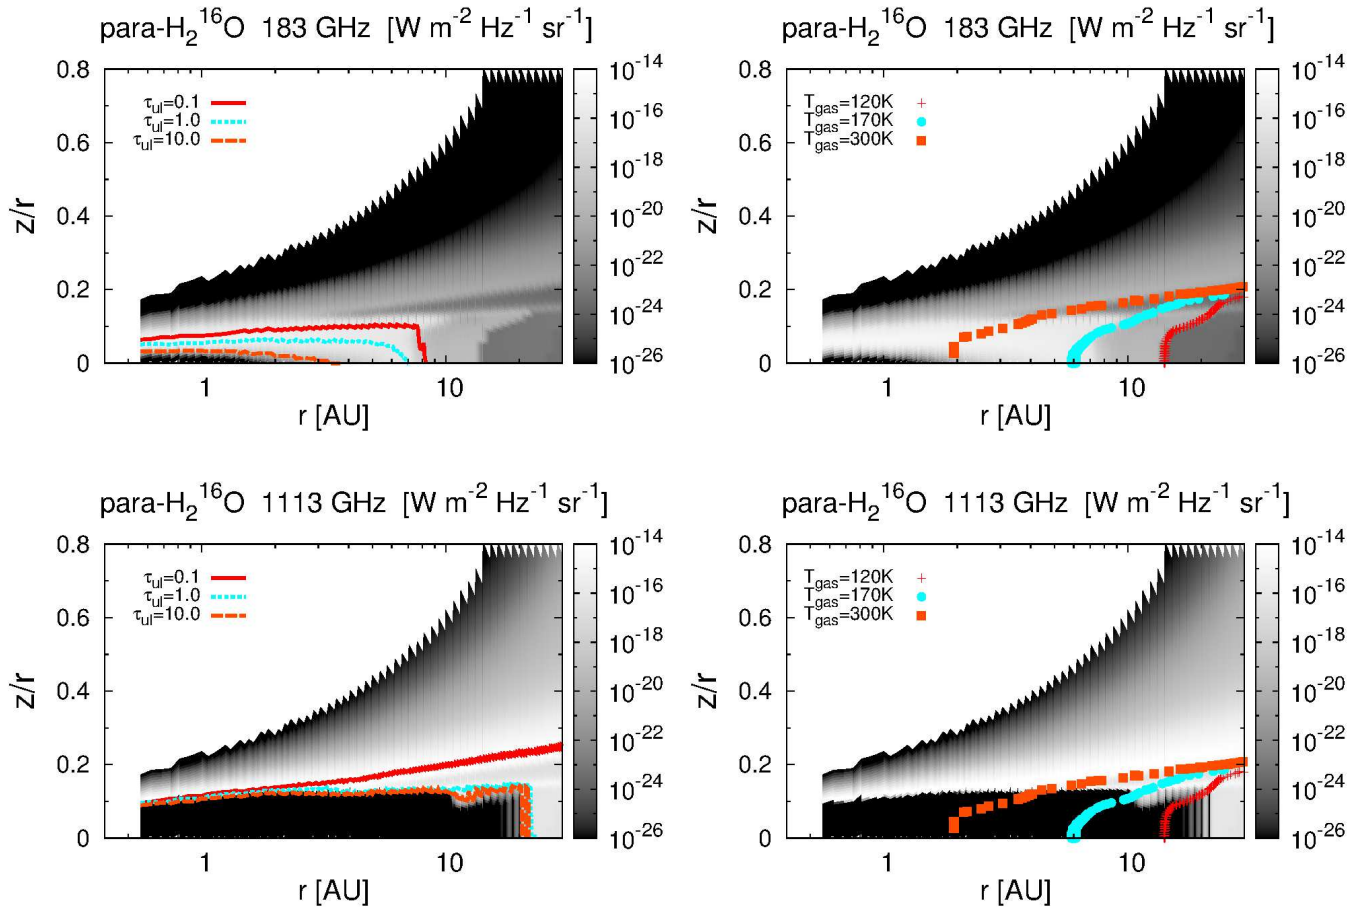 para-H₂¹⁶O 183 GHz [W m⁻² Hz⁻¹ sr⁻¹]
τul=0.1
τul=1.0
τul=10.0
z/r
0.8
0.6
0.4
0.2
0
1
10
r [AU]
10⁻¹⁴
10⁻¹⁶
10⁻¹⁸
10⁻²⁰
10⁻²²
10⁻²⁴
10⁻²⁶
para-H₂¹⁶O 183 GHz [W m⁻² Hz⁻¹ sr⁻¹]
Tgas=120K
Tgas=170K
Tgas=300K
z/r
0.8
0.6
0.4
0.2
0
1
10
r [AU]
10⁻¹⁴
10⁻¹⁶
10⁻¹⁸
10⁻²⁰
10⁻²²
10⁻²⁴
10⁻²⁶
para-H₂¹⁶O 1113 GHz [W m⁻² Hz⁻¹ sr⁻¹]
τul=0.1
τul=1.0
τul=10.0
z/r
0.8
0.6
0.4
0.2
0
1
10
r [AU]
10⁻¹⁴
10⁻¹⁶
10⁻¹⁸
10⁻²⁰
10⁻²²
10⁻²⁴
10⁻²⁶
para-H₂¹⁶O 1113 GHz [W m⁻² Hz⁻¹ sr⁻¹]
Tgas=120K
Tgas=170K
Tgas=300K
z/r
0.8
0.6
0.4
0.2
0
1
10
r [AU]
10⁻¹⁴
10⁻¹⁶
10⁻¹⁸
10⁻²⁰
10⁻²²
10⁻²⁴
10⁻²⁶